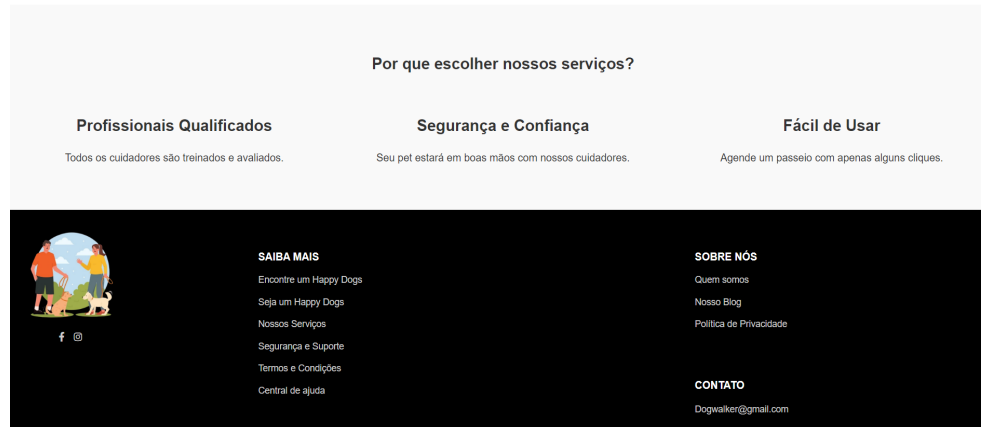 Por que escolher nossos serviços?
Profissionais Qualificados
Todos os cuidadores são treinados e avaliados.
Segurança e Confiança
Seu pet estará em boas mãos com nossos cuidadores.
Fácil de Usar
Agende um passeio com apenas alguns cliques.
SAIBA MAIS
Encontre um Happy Dogs
Seja um Happy Dogs
Nossos Serviços
Segurança e Suporte
Termos e Condições
Central de ajuda
SOBRE NÓS
Quem somos
Nosso Blog
Politica de Privacidade
CONTATO
Dogwalker@gmail.com